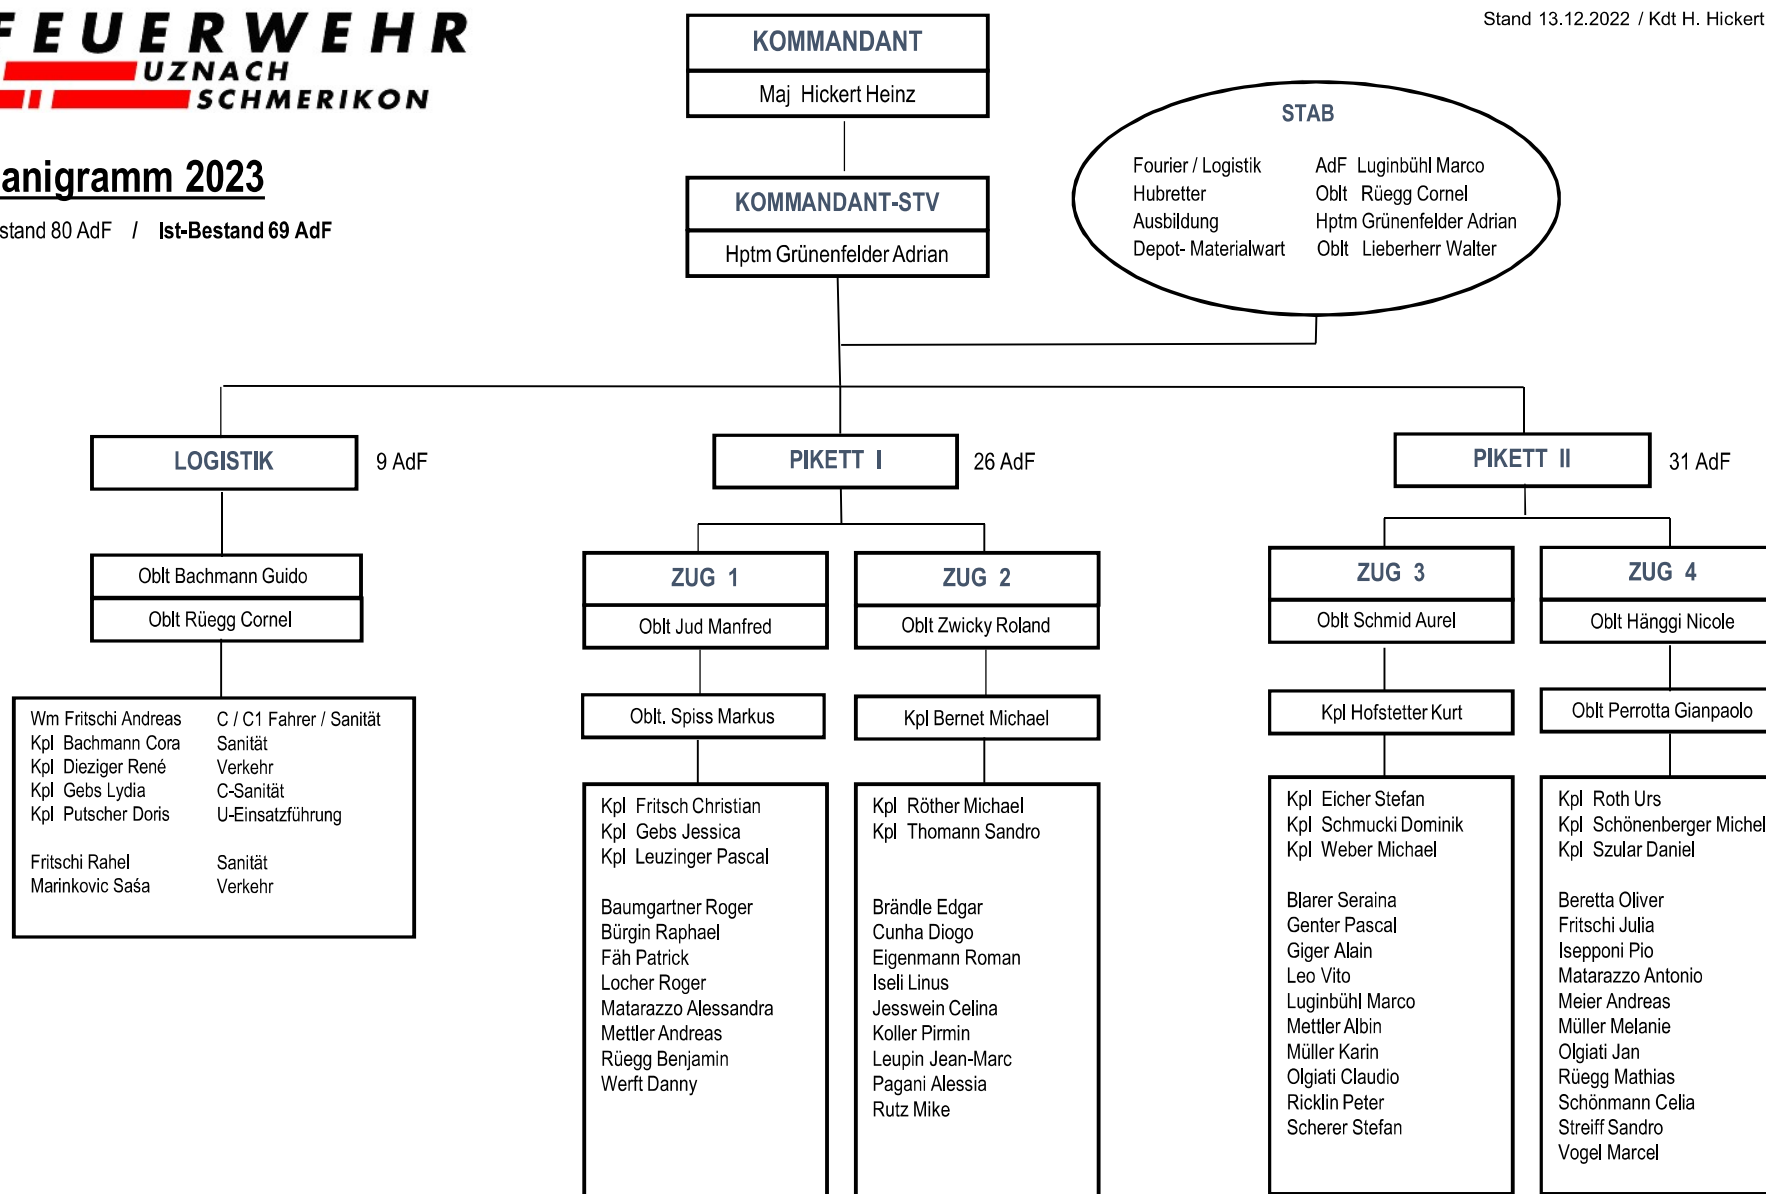 FEUERWEHR
UZNACH
SCHMERIKON
Stand 13.12.2022 / Kdt H. Hickert
anigramm 2023
stand 80 AdF / Ist-Bestand 69 AdF
KOMMANDANT
Maj Hickert Heinz
KOMMANDANT-STV
Hptm Grünenfelder Adrian
STAB
Fourier / Logistik AdF Luginbühl Marco
Hubretter Oblt Rüegg Cornel
Ausbildung Hptm Grünenfelder Adrian
Depot- Materialwart Oblt Lieberherr Walter
LOGISTIK 9 AdF
Oblt Bachmann Guido
Oblt Rüegg Cornel
Wm Fritschi Andreas C / C1 Fahrer / Sanität
Kpl Bachmann Cora Sanität
Kpl Dieziger René Verkehr
Kpl Gebs Lydia C-Sanität
Kpl Putscher Doris U-Einsatzführung
Fritschi Rahel Sanität
Marinkovic Saśa Verkehr
PIKETT I 26 AdF
ZUG 1
Oblt Jud Manfred
Oblt. Spiss Markus
Kpl Fritsch Christian
Kpl Gebs Jessica
Kpl Leuzinger Pascal
Baumgartner Roger
Bürgin Raphael
Fäh Patrick
Locher Roger
Matarazzo Alessandra
Mettler Andreas
Rüegg Benjamin
Werft Danny
ZUG 2
Oblt Zwicky Roland
Kpl Bernet Michael
Kpl Röther Michael
Kpl Thomann Sandro
Brändle Edgar
Cunha Diogo
Eigenmann Roman
Iseli Linus
Jesswein Celina
Koller Pirmin
Leupin Jean-Marc
Pagani Alessia
Rutz Mike
PIKETT II 31 AdF
ZUG 3
Oblt Schmid Aurel
Kpl Hofstetter Kurt
Kpl Eicher Stefan
Kpl Schmucki Dominik
Kpl Weber Michael
Blarer Seraina
Genter Pascal
Giger Alain
Leo Vito
Luginbühl Marco
Mettler Albin
Müller Karin
Olgiati Claudio
Ricklin Peter
Scherer Stefan
ZUG 4
Oblt Hänggi Nicole
Oblt Perrotta Gianpaolo
Kpl Roth Urs
Kpl Schönenberger Michel
Kpl Szular Daniel
Beretta Oliver
Fritschi Julia
Isepponi Pio
Matarazzo Antonio
Meier Andreas
Müller Melanie
Olgiati Jan
Rüegg Mathias
Schönmann Celia
Streiff Sandro
Vogel Marcel